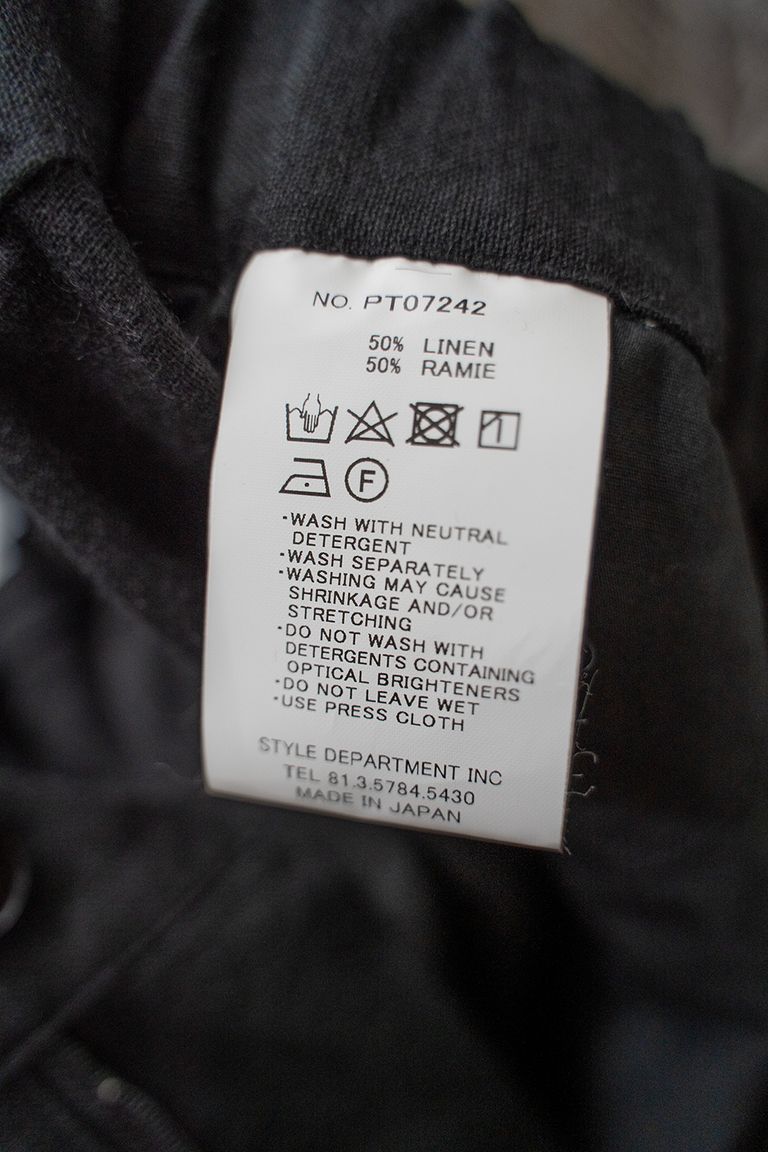 NO. PT07242
50% LINEN
50% RAMIE
F
·WASH WITH NEUTRAL
DETERGENT
·WASH SEPARATELY
·WASHING MAY CAUSE
SHRINKAGE AND/OR
STRETCHING
·DO NOT WASH WITH
DETERGENTS CONTAINING
OPTICAL BRIGHTENERS
·DO NOT LEAVE WET
·USE PRESS CLOTH
STYLE DEPARTMENT INC
TEL 81.3.5784.5430
MADE IN JAPAN